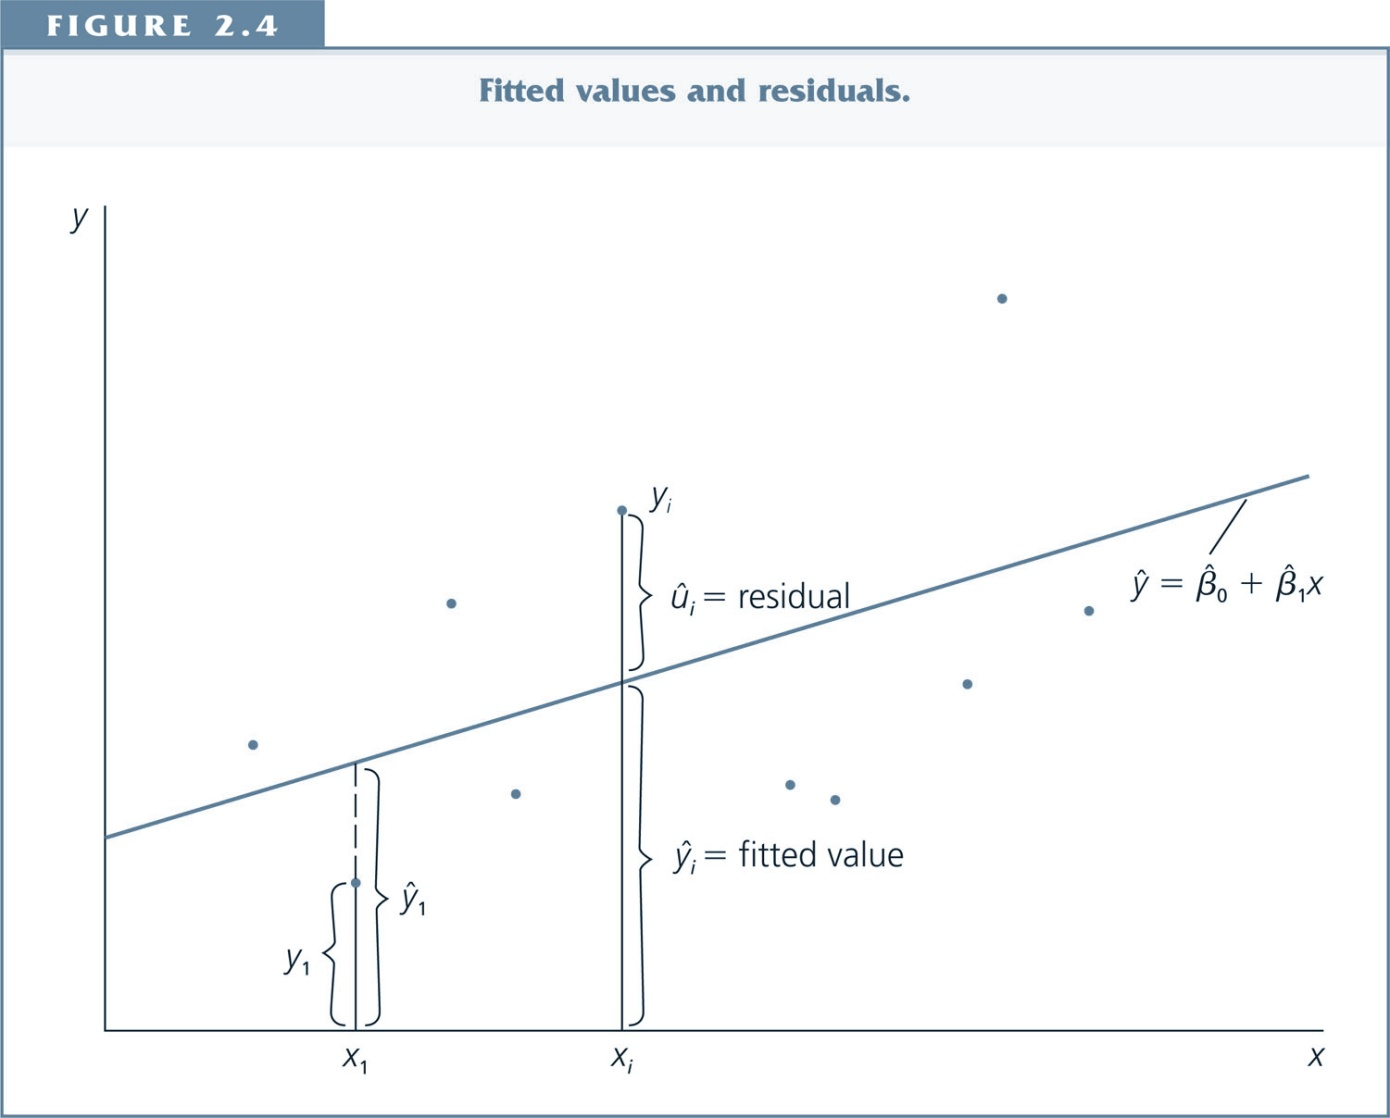 FIGURE 2.4
Fitted values and residuals.
y
yᵢ
ûᵢ = residual
ŷ = β̂₀ + β̂₁x
ŷᵢ = fitted value
ŷ₁
y₁
x₁
xᵢ
x